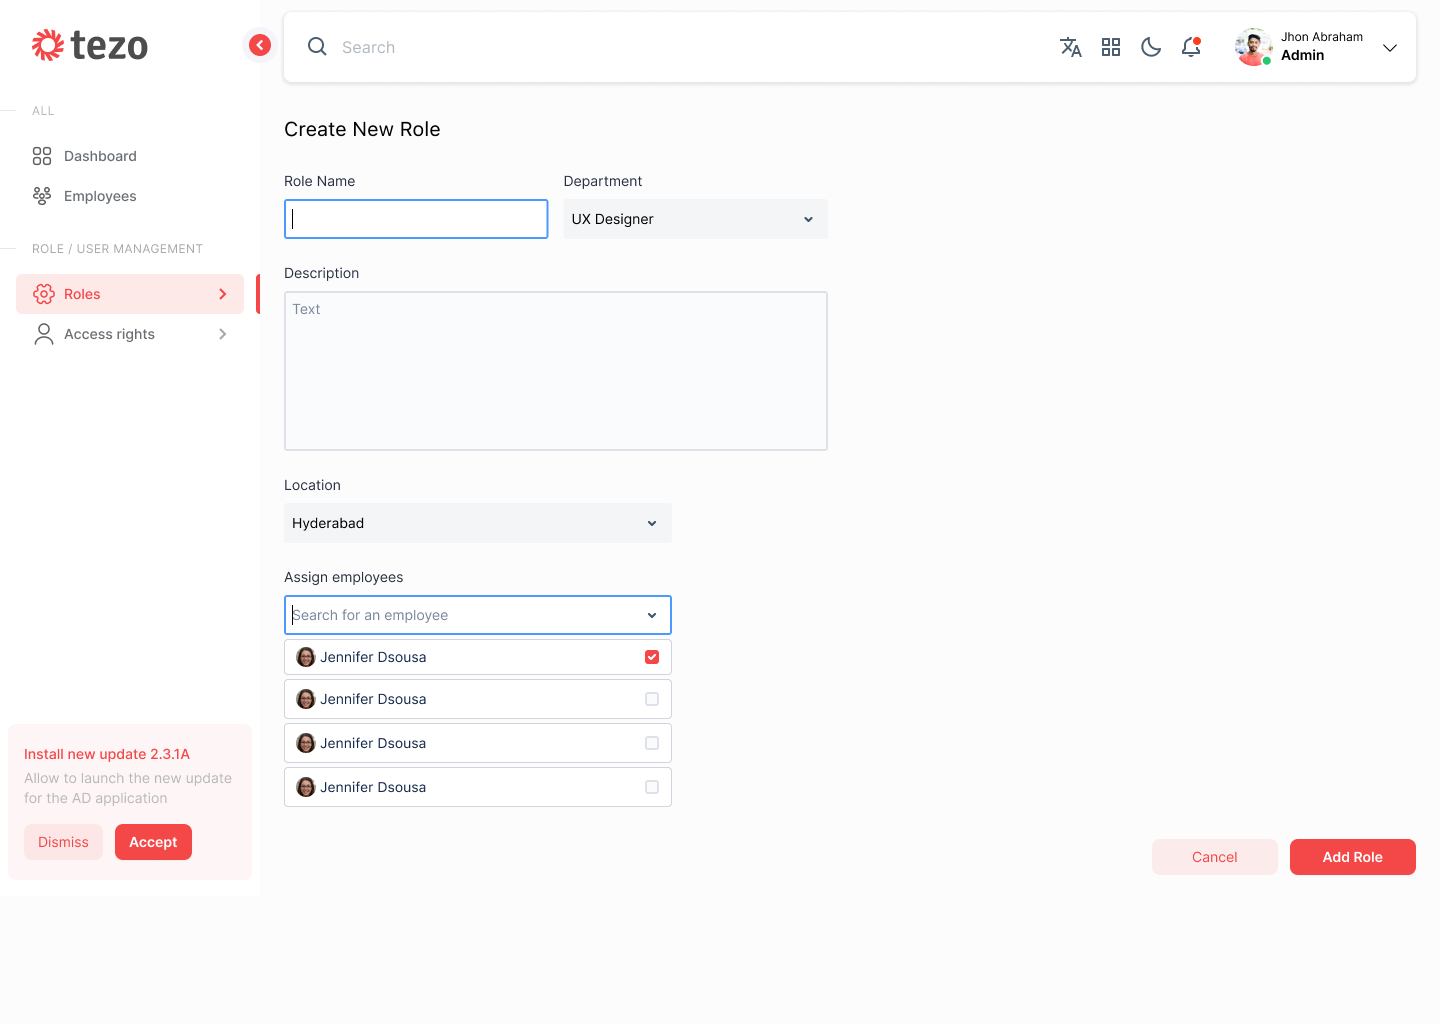 tezo
Search
Jhon Abraham
Admin
ALL
Dashboard
Employees
ROLE / USER MANAGEMENT
Roles
Access rights
Install new update 2.3.1A
Allow to launch the new update
for the AD application
Dismiss
Accept
Create New Role
Role Name
Department
UX Designer
Description
Text
Location
Hyderabad
Assign employees
Search for an employee
Jennifer Dsousa
Jennifer Dsousa
Jennifer Dsousa
Jennifer Dsousa
Cancel
Add Role